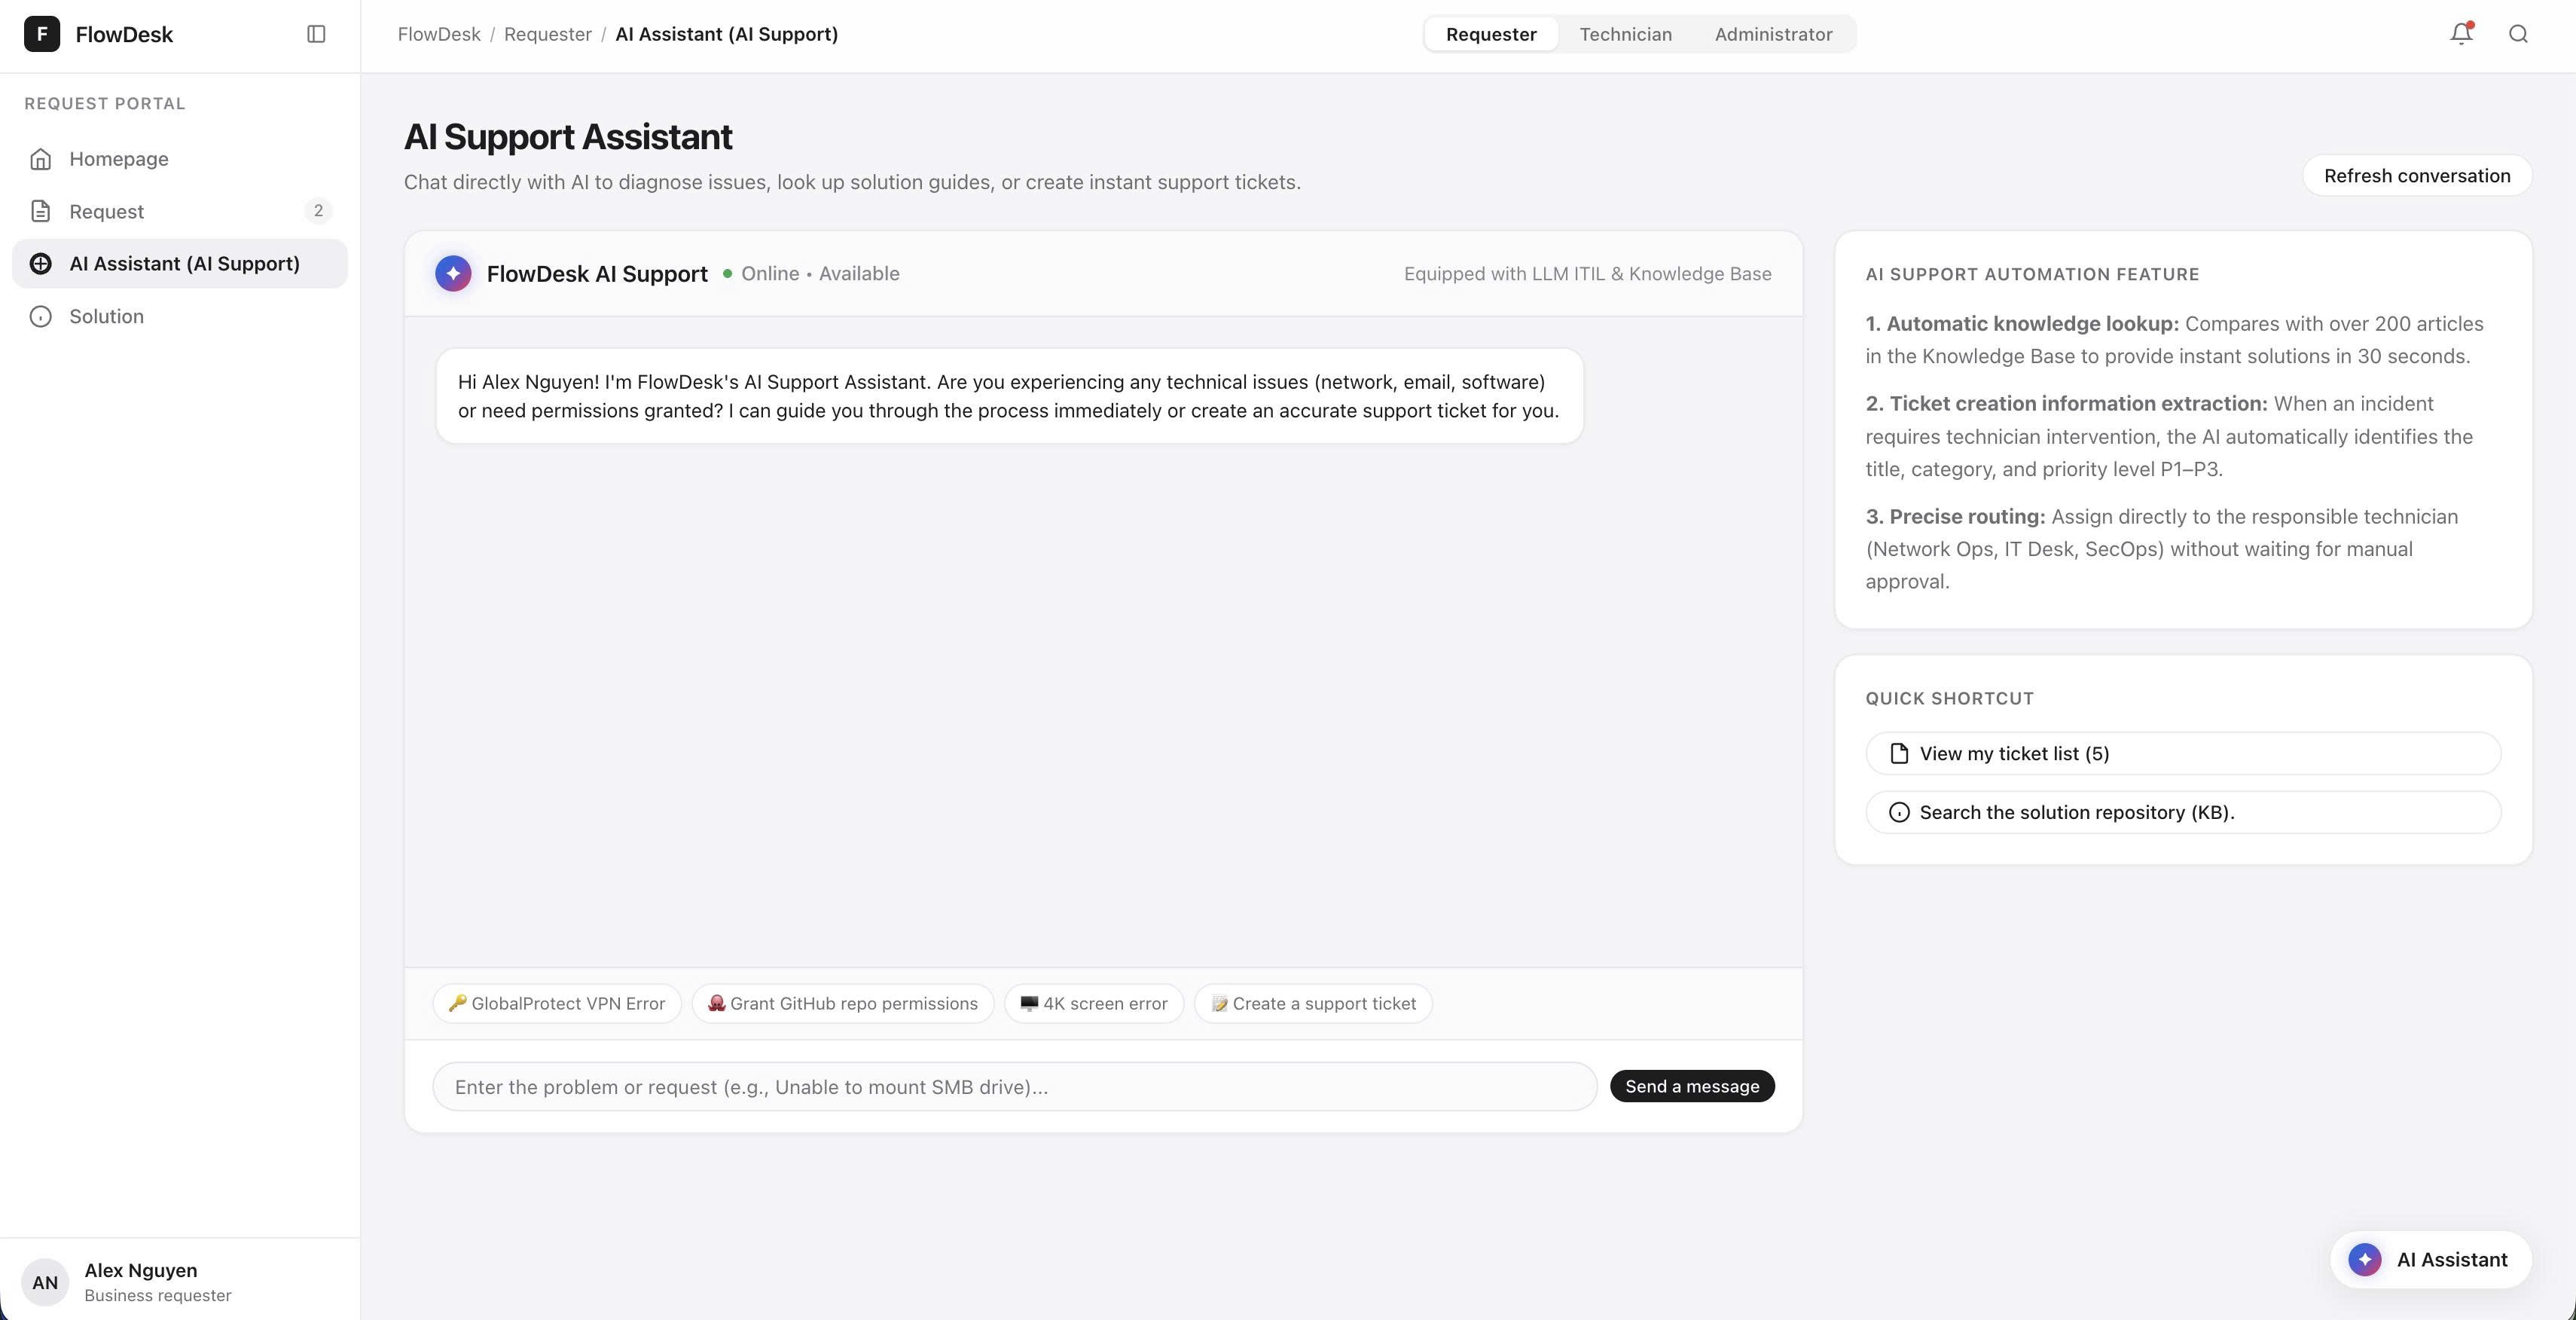 F FlowDesk
FlowDesk / Requester / AI Assistant (AI Support)
Requester Technician Administrator
REQUEST PORTAL
Homepage
Request 2
AI Assistant (AI Support)
Solution
AI Support Assistant
Chat directly with AI to diagnose issues, look up solution guides, or create instant support tickets.
Refresh conversation
FlowDesk AI Support Online • Available
Equipped with LLM ITIL & Knowledge Base
Hi Alex Nguyen! I'm FlowDesk's AI Support Assistant. Are you experiencing any technical issues (network, email, software)
or need permissions granted? I can guide you through the process immediately or create an accurate support ticket for you.
🔑 GlobalProtect VPN Error
🐙 Grant GitHub repo permissions
🖥️ 4K screen error
📝 Create a support ticket
Enter the problem or request (e.g., Unable to mount SMB drive)...
Send a message
AI SUPPORT AUTOMATION FEATURE
1. Automatic knowledge lookup: Compares with over 200 articles
in the Knowledge Base to provide instant solutions in 30 seconds.
2. Ticket creation information extraction: When an incident
requires technician intervention, the AI automatically identifies the
title, category, and priority level P1–P3.
3. Precise routing: Assign directly to the responsible technician
(Network Ops, IT Desk, SecOps) without waiting for manual
approval.
QUICK SHORTCUT
View my ticket list (5)
Search the solution repository (KB).
AN
Alex Nguyen
Business requester
AI Assistant